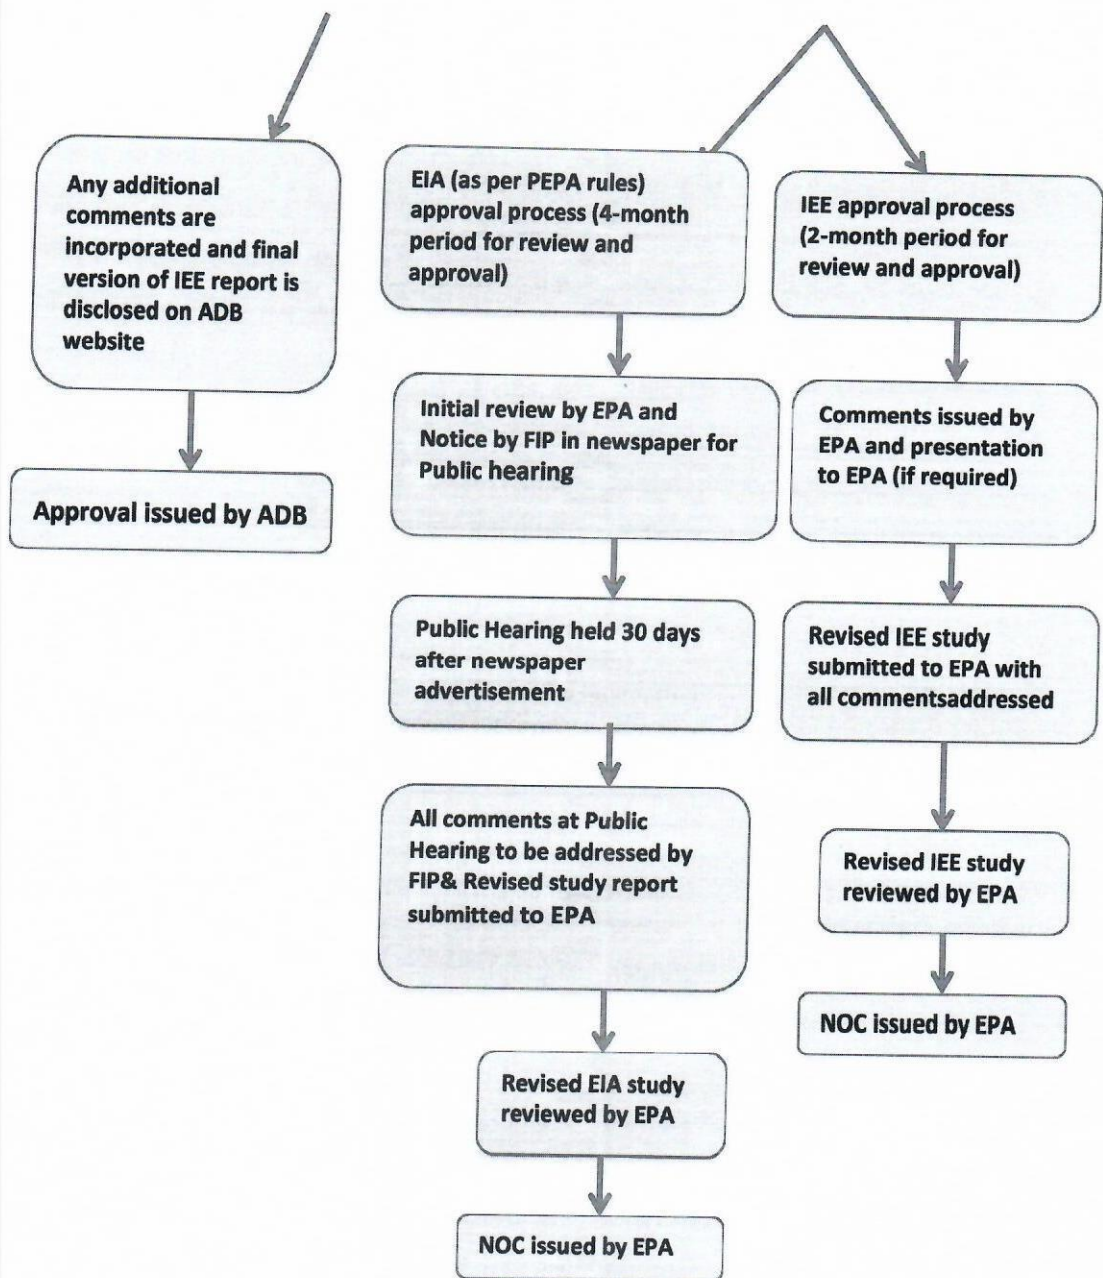 Any additional
comments are
incorporated and final
version of IEE report is
disclosed on ADB
website
Approval issued by ADB
EIA (as per PEPA rules)
approval process (4-month
period for review and
approval)
Initial review by EPA and
Notice by FIP in newspaper for
Public hearing
Public Hearing held 30 days
after newspaper
advertisement
All comments at Public
Hearing to be addressed by
FIP& Revised study report
submitted to EPA
Revised EIA study
reviewed by EPA
NOC issued by EPA
IEE approval process
(2-month period for
review and approval)
Comments issued by
EPA and presentation
to EPA (if required)
Revised IEE study
submitted to EPA with
all commentsaddressed
Revised IEE study
reviewed by EPA
NOC issued by EPA